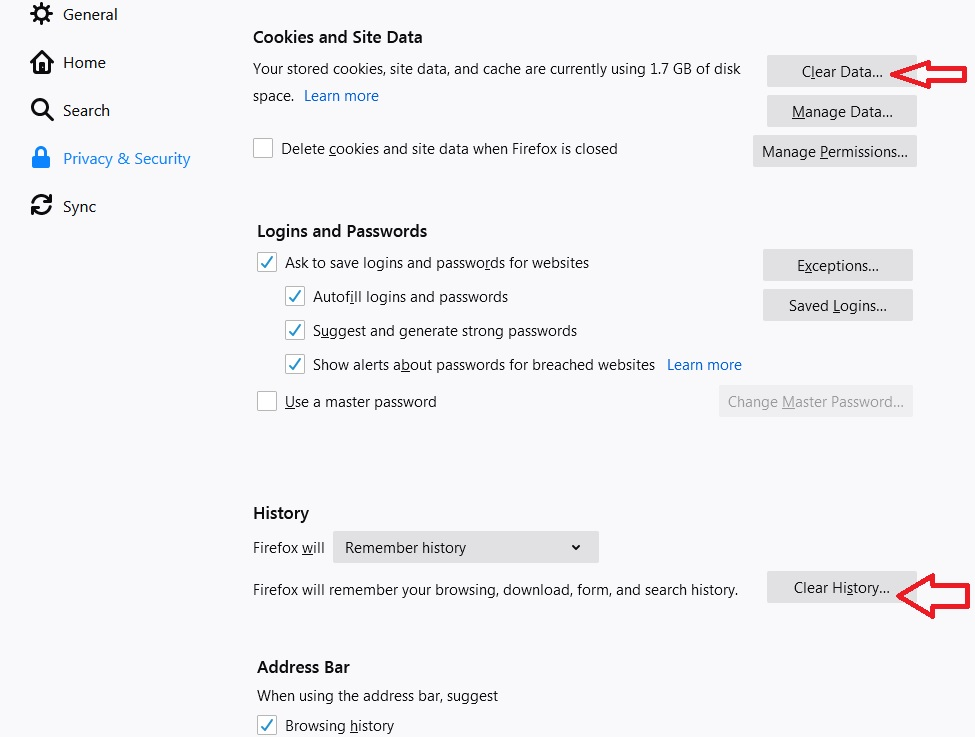 General
Home
Search
Privacy & Security
Sync
Cookies and Site Data
Your stored cookies, site data, and cache are currently using 1.7 GB of disk
space. Learn more
Clear Data...
Manage Data...
Delete cookies and site data when Firefox is closed
Manage Permissions...
Logins and Passwords
Ask to save logins and passwords for websites
Exceptions...
Autofill logins and passwords
Saved Logins...
Suggest and generate strong passwords
Show alerts about passwords for breached websites Learn more
Use a master password
Change Master Password...
History
Firefox will Remember history
Firefox will remember your browsing, download, form, and search history.
Clear History...
Address Bar
When using the address bar, suggest
Browsing history